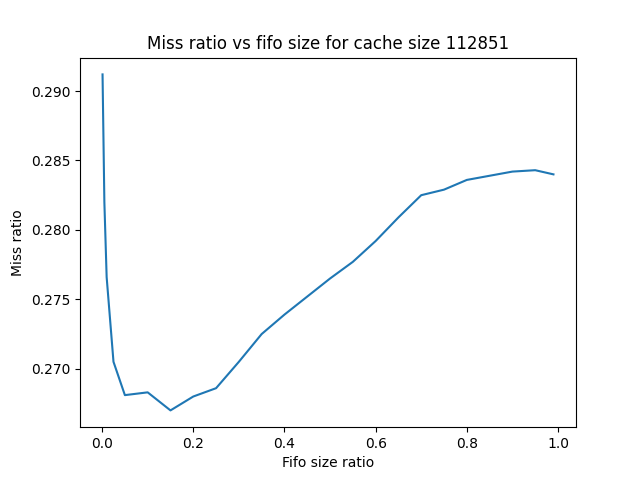 Miss ratio vs fifo size for cache size 112851
0.290
0.285
0.280
0.275
0.270
Miss ratio
0.0 0.2 0.4 0.6 0.8 1.0
Fifo size ratio